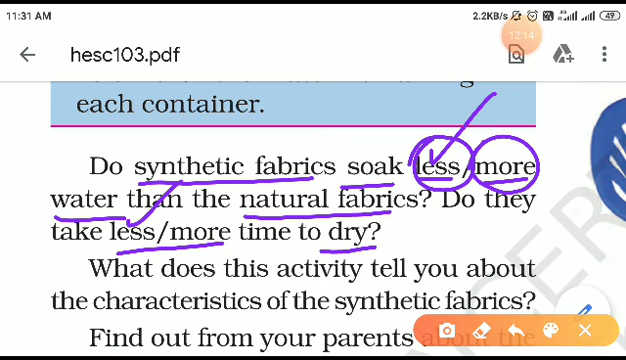 11:31 AM 2.2KB/s 49
12:14
hesc103.pdf
each container.
Do synthetic fabrics soak less/more
water than the natural fabrics? Do they
take less/more time to dry?
What does this activity tell you about
the characteristics of the synthetic fabrics?
Find out from your parents about the